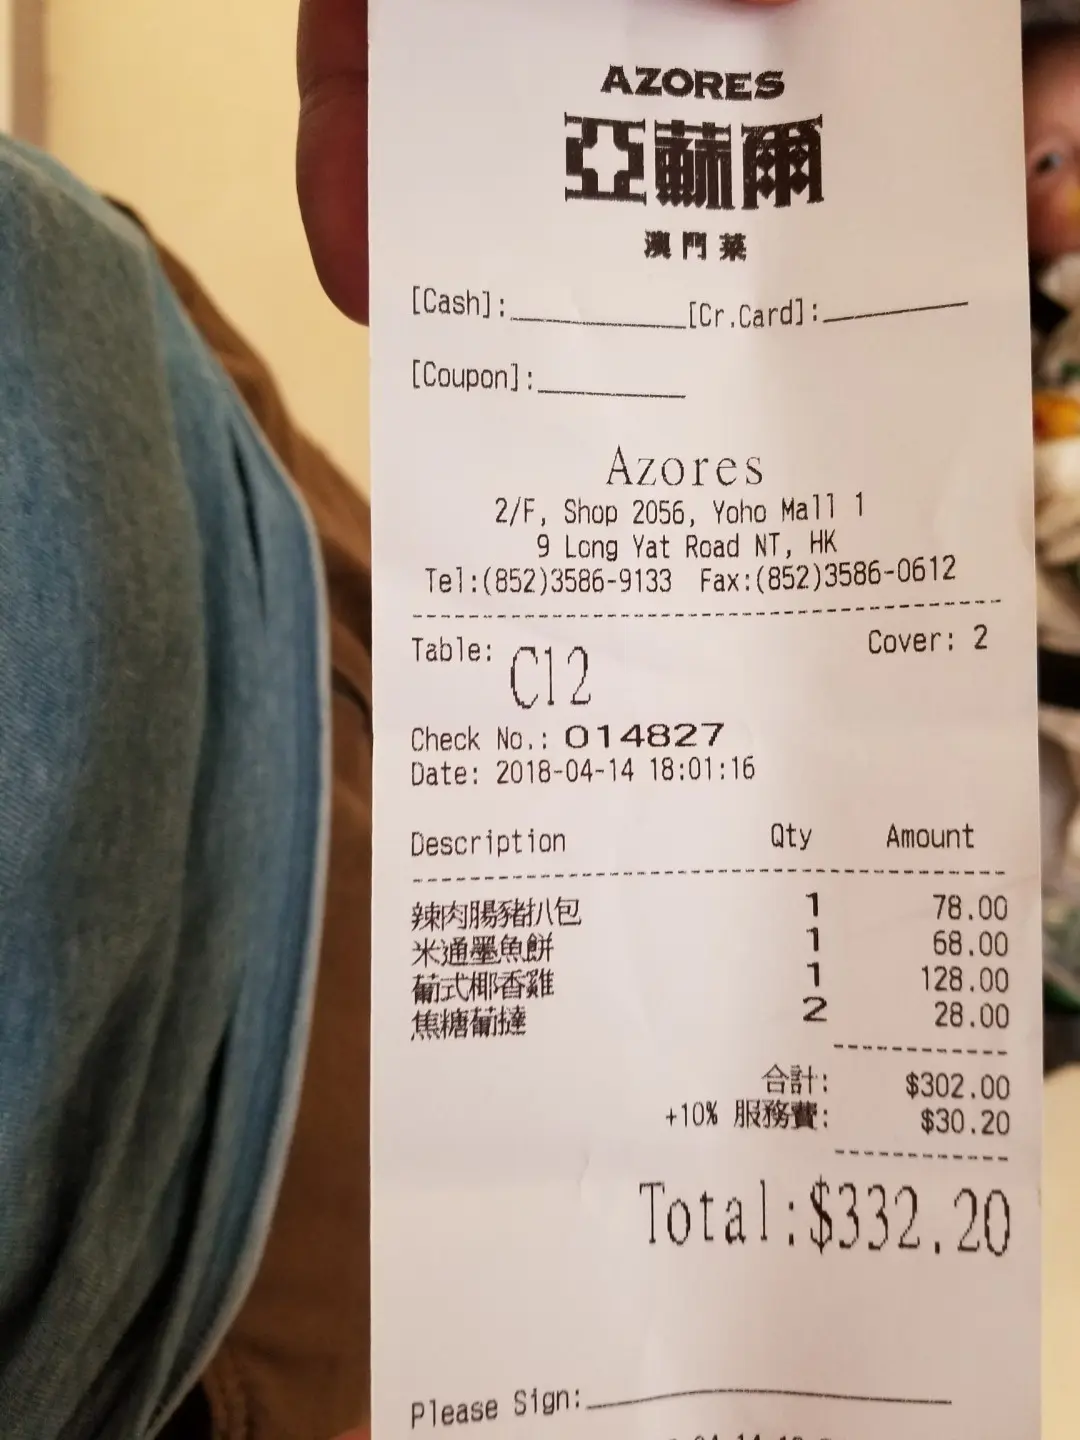 AZORES
亞蘇爾
澳門菜
[Cash]:__________[Cr.Card]:_________
[Coupon]:_________
Azores
2/F, Shop 2056, Yoho Mall 1
9 Long Yat Road NT, HK
Tel:(852)3586-9133 Fax:(852)3586-0612
Table: C12 Cover: 2
Check No.: 014827
Date: 2018-04-14 18:01:16
Description Qty Amount
辣肉腸豬扒包 1 78.00
米通墨魚餅 1 68.00
葡式椰香雞 1 128.00
焦糖葡撻 2 28.00
合計: $302.00
+10% 服務費: $30.20
Total:$332.20
Please Sign:____________________